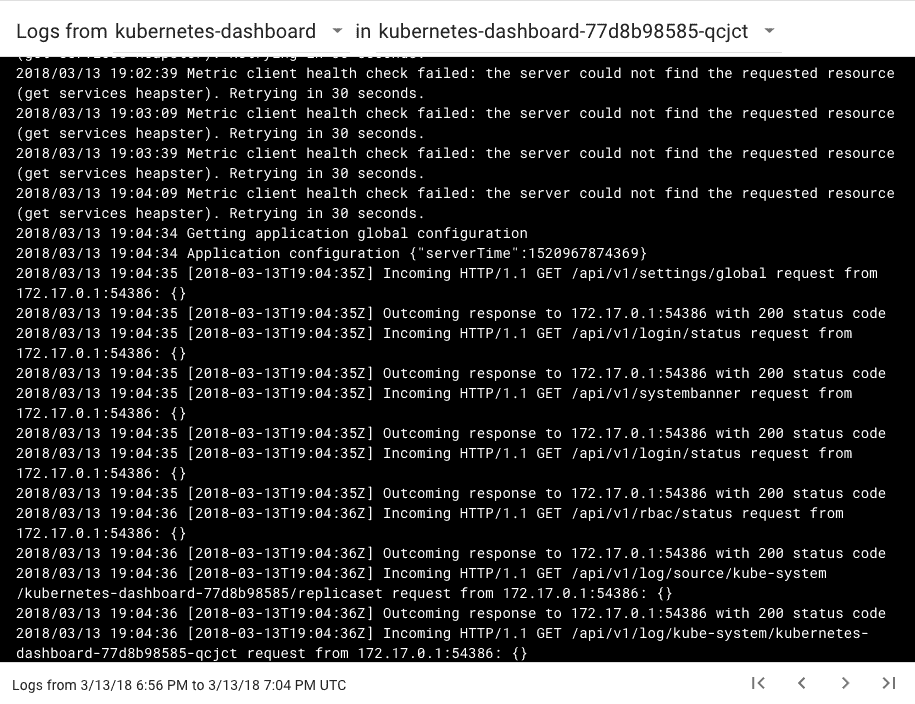 Logs from kubernetes-dashboard in kubernetes-dashboard-77d8b98585-qcjct
2018/03/13 19:02:39 Metric client health check failed: the server could not find the requested resource
(get services heapster). Retrying in 30 seconds.
2018/03/13 19:03:09 Metric client health check failed: the server could not find the requested resource
(get services heapster). Retrying in 30 seconds.
2018/03/13 19:03:39 Metric client health check failed: the server could not find the requested resource
(get services heapster). Retrying in 30 seconds.
2018/03/13 19:04:09 Metric client health check failed: the server could not find the requested resource
(get services heapster). Retrying in 30 seconds.
2018/03/13 19:04:34 Getting application global configuration
2018/03/13 19:04:34 Application configuration {"serverTime":1520967874369}
2018/03/13 19:04:35 [2018-03-13T19:04:35Z] Incoming HTTP/1.1 GET /api/v1/settings/global request from
172.17.0.1:54386: {}
2018/03/13 19:04:35 [2018-03-13T19:04:35Z] Outcoming response to 172.17.0.1:54386 with 200 status code
2018/03/13 19:04:35 [2018-03-13T19:04:35Z] Incoming HTTP/1.1 GET /api/v1/login/status request from
172.17.0.1:54386: {}
2018/03/13 19:04:35 [2018-03-13T19:04:35Z] Outcoming response to 172.17.0.1:54386 with 200 status code
2018/03/13 19:04:35 [2018-03-13T19:04:35Z] Incoming HTTP/1.1 GET /api/v1/systembanner request from
172.17.0.1:54386: {}
2018/03/13 19:04:35 [2018-03-13T19:04:35Z] Outcoming response to 172.17.0.1:54386 with 200 status code
2018/03/13 19:04:35 [2018-03-13T19:04:35Z] Incoming HTTP/1.1 GET /api/v1/login/status request from
172.17.0.1:54386: {}
2018/03/13 19:04:35 [2018-03-13T19:04:35Z] Outcoming response to 172.17.0.1:54386 with 200 status code
2018/03/13 19:04:36 [2018-03-13T19:04:36Z] Incoming HTTP/1.1 GET /api/v1/rbac/status request from
172.17.0.1:54386: {}
2018/03/13 19:04:36 [2018-03-13T19:04:36Z] Outcoming response to 172.17.0.1:54386 with 200 status code
2018/03/13 19:04:36 [2018-03-13T19:04:36Z] Incoming HTTP/1.1 GET /api/v1/log/source/kube-system
/kubernetes-dashboard-77d8b98585/replicaset request from 172.17.0.1:54386: {}
2018/03/13 19:04:36 [2018-03-13T19:04:36Z] Outcoming response to 172.17.0.1:54386 with 200 status code
2018/03/13 19:04:36 [2018-03-13T19:04:36Z] Incoming HTTP/1.1 GET /api/v1/log/kube-system/kubernetes-
dashboard-77d8b98585-qcjct request from 172.17.0.1:54386: {}
Logs from 3/13/18 6:56 PM to 3/13/18 7:04 PM UTC